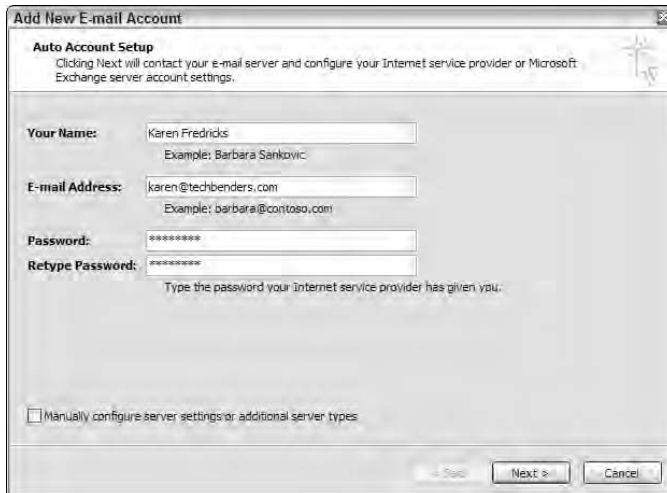 Add New E-mail Account
Auto Account Setup
Clicking Next will contact your e-mail server and configure your Internet service provider or Microsoft
Exchange server account settings.
Your Name: Karen Fredricks
Example: Barbara Sankovic
E-mail Address: karen@techbenders.com
Example: barbara@contoso.com
Password: ********
Retype Password: ********
Type the password your Internet service provider has given you.
Manually configure server settings or additional server types
< Back Next > Cancel